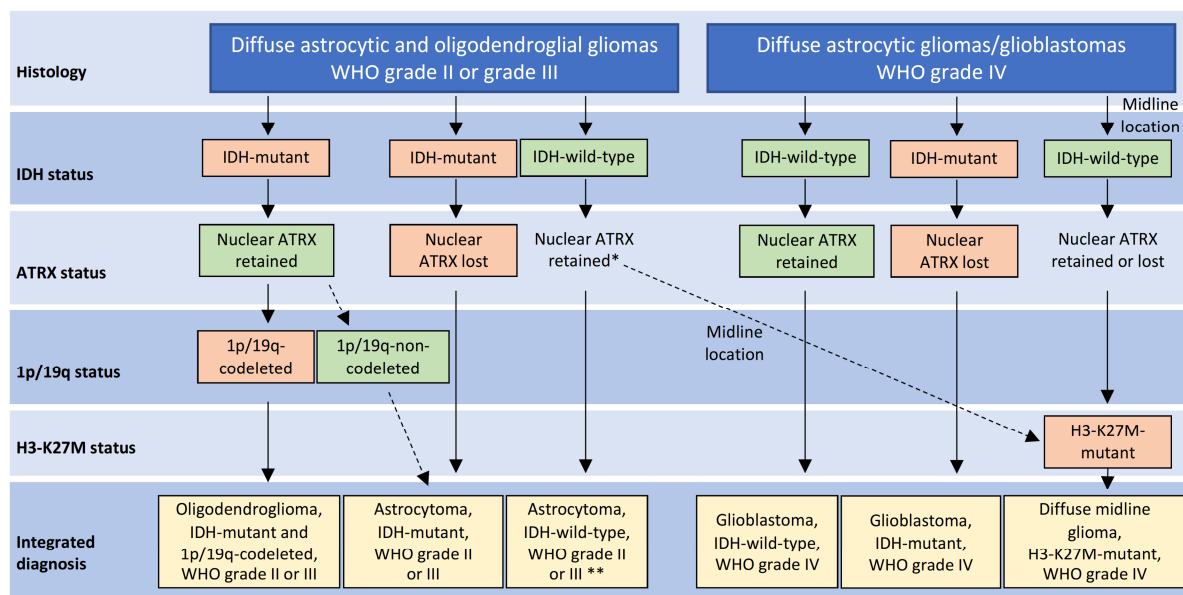 Histology
Diffuse astrocytic and oligodendroglial gliomas
WHO grade II or grade III
Diffuse astrocytic gliomas/glioblastomas
WHO grade IV
Midline
location
IDH status
IDH-mutant
IDH-mutant
IDH-wild-type
IDH-wild-type
IDH-mutant
IDH-wild-type
ATRX status
Nuclear ATRX
retained
Nuclear
ATRX lost
Nuclear ATRX
retained*
Nuclear ATRX
retained
Nuclear
ATRX lost
Nuclear ATRX
retained or lost
1p/19q status
1p/19q-
codeleted
1p/19q-non-
codeleted
Midline
location
H3-K27M status
H3-K27M-
mutant
Integrated
diagnosis
Oligodendroglioma,
IDH-mutant and
1p/19q-codeleted,
WHO grade II or III
Astrocytoma,
IDH-mutant,
WHO grade II
or III
Astrocytoma,
IDH-wild-type,
WHO grade II
or III **
Glioblastoma,
IDH-wild-type,
WHO grade IV
Glioblastoma,
IDH-mutant,
WHO grade IV
Diffuse midline
glioma,
H3-K27M-mutant,
WHO grade IV